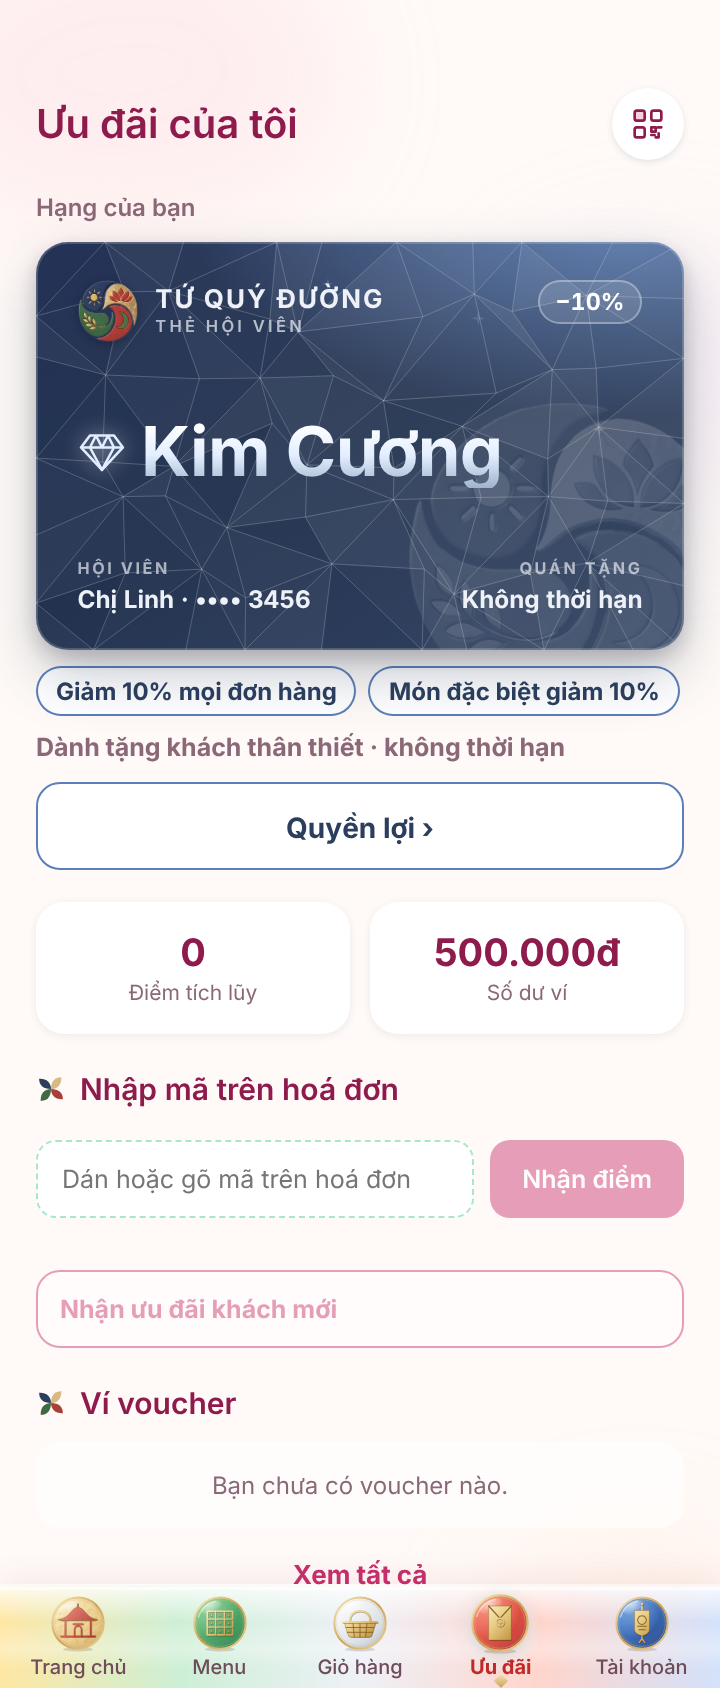 Ưu đãi của tôi
Hạng của bạn
TỨ QUÝ ĐƯỜNG
THẺ HỘI VIÊN
−10%
Kim Cương
HỘI VIÊN
QUÁN TẶNG
Chị Linh · •••• 3456
Không thời hạn
Giảm 10% mọi đơn hàng
Món đặc biệt giảm 10%
Dành tặng khách thân thiết · không thời hạn
Quyền lợi ›
0
500.000đ
Điểm tích lũy
Số dư ví
Nhập mã trên hoá đơn
Dán hoặc gõ mã trên hoá đơn
Nhận điểm
Nhận ưu đãi khách mới
Ví voucher
Bạn chưa có voucher nào.
Xem tất cả
Trang chủ
Menu
Giỏ hàng
Ưu đãi
Tài khoản